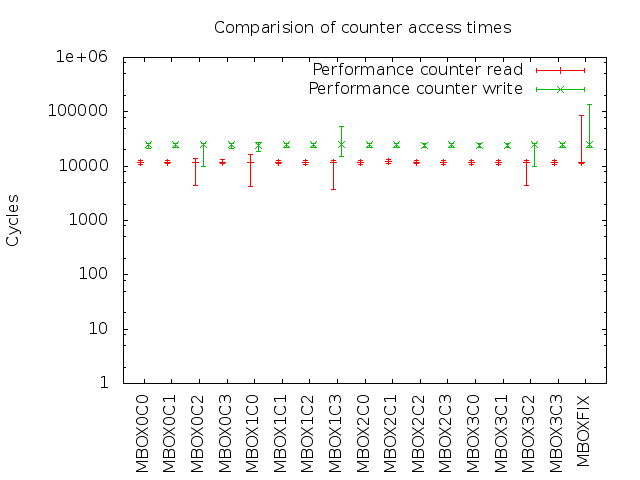 Comparision of counter access times
1e+06
100000
10000
1000
100
10
1
Cycles
Performance counter read
Performance counter write
MBOX0C0
MBOX0C1
MBOX0C2
MBOX0C3
MBOX1C0
MBOX1C1
MBOX1C2
MBOX1C3
MBOX2C0
MBOX2C1
MBOX2C2
MBOX2C3
MBOX3C0
MBOX3C1
MBOX3C2
MBOX3C3
MBOXFIX